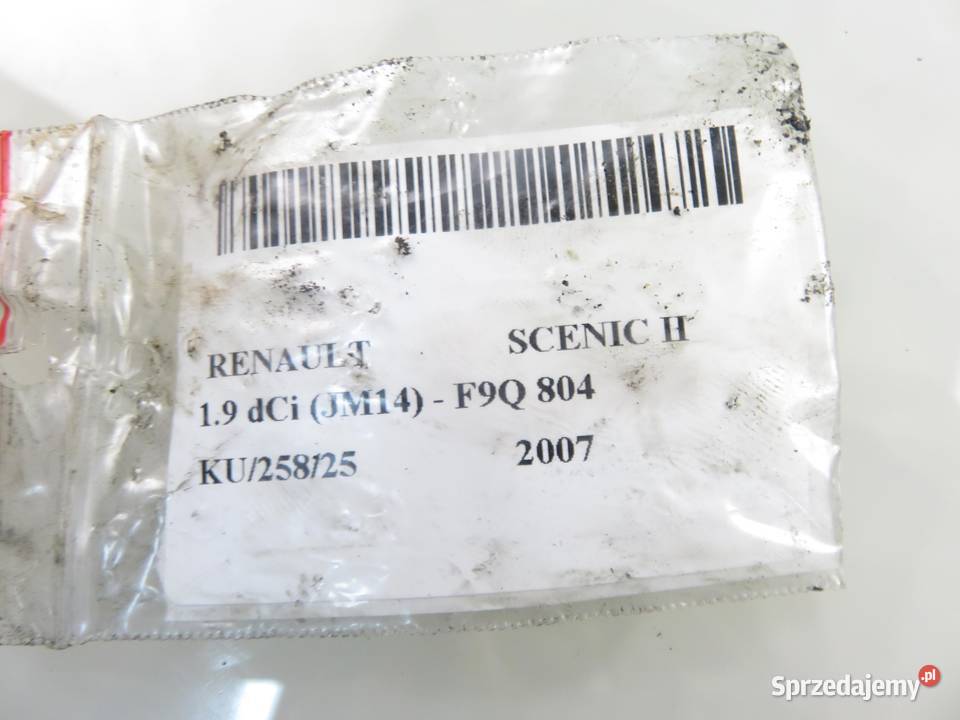 RENAULT SCENIC II
1.9 dCi (JM14) - F9Q 804
KU/258/25 2007
Sprzedajemy.pl